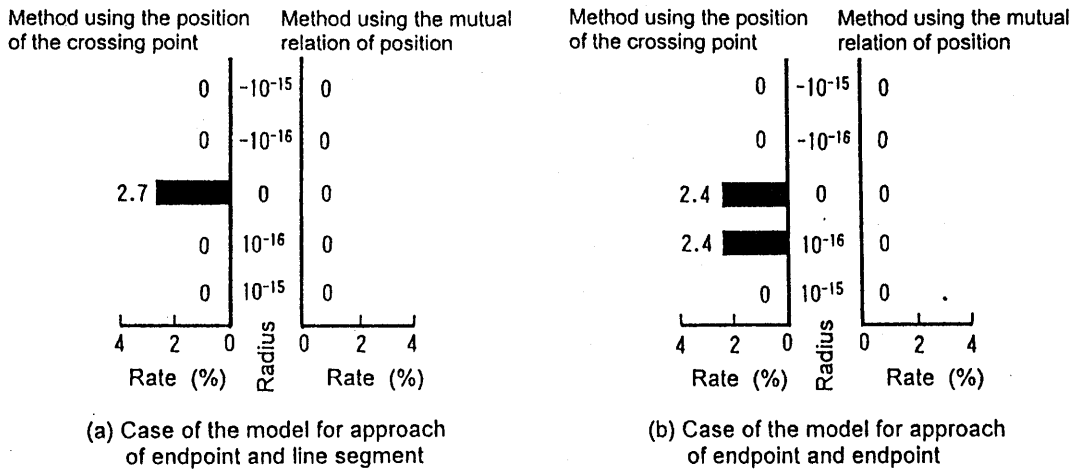 Method using the position
of the crossing point
Method using the mutual
relation of position
0 -10⁻¹⁵ 0
0 -10⁻¹⁶ 0
2.7 0 0
0 10⁻¹⁶ 0
0 10⁻¹⁵ 0
4 2 0 Radius 0 2 4
Rate (%) Rate (%)
(a) Case of the model for approach
of endpoint and line segment
Method using the position
of the crossing point
Method using the mutual
relation of position
0 -10⁻¹⁵ 0
0 -10⁻¹⁶ 0
2.4 0 0
2.4 10⁻¹⁶ 0
0 10⁻¹⁵ 0
4 2 0 Radius 0 2 4
Rate (%) Rate (%)
(b) Case of the model for approach
of endpoint and endpoint